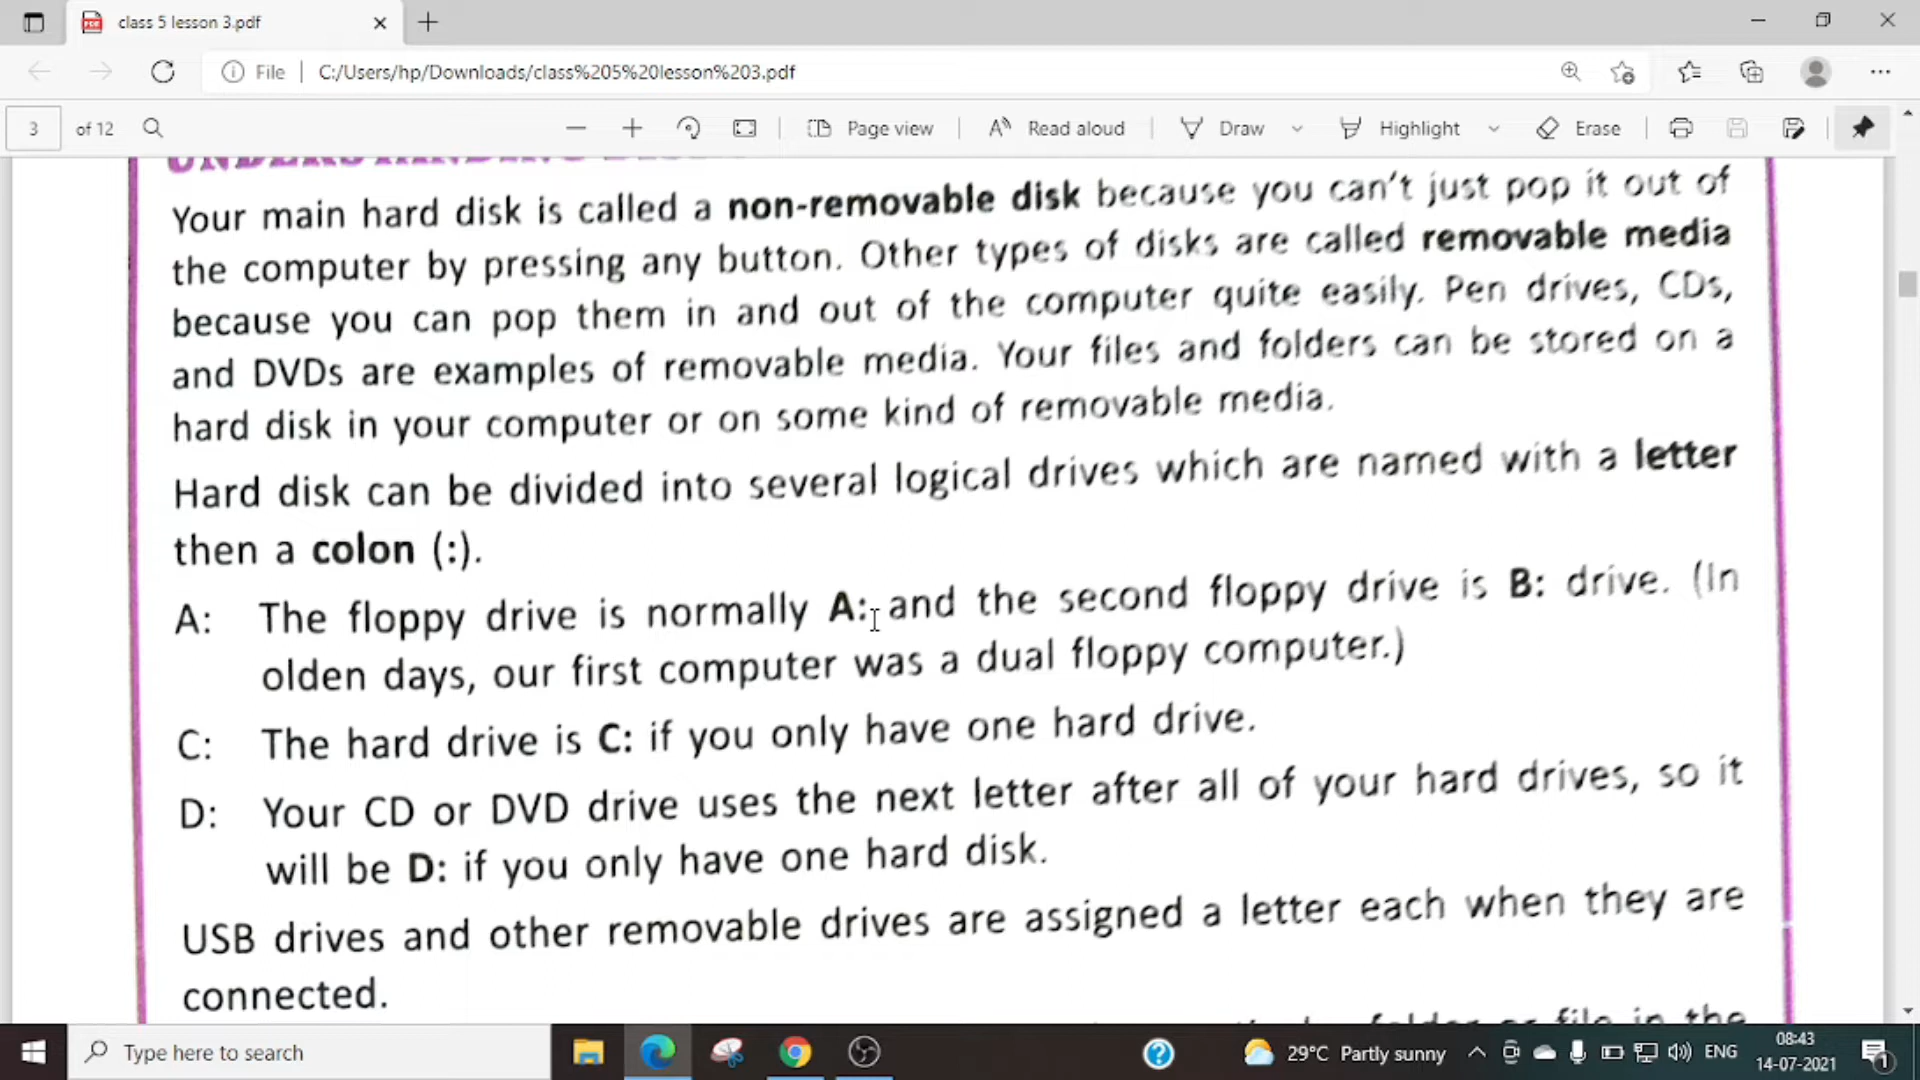 class 5 lesson 3.pdf
File C:/Users/hp/Downloads/class%205%20lesson%203.pdf
3 of 12 Page view Read aloud Draw Highlight Erase
Your main hard disk is called a non-removable disk because you can't just pop it out of
the computer by pressing any button. Other types of disks are called removable media
because you can pop them in and out of the computer quite easily. Pen drives, CDs,
and DVDs are examples of removable media. Your files and folders can be stored on a
hard disk in your computer or on some kind of removable media.
Hard disk can be divided into several logical drives which are named with a letter
then a colon (:).
A: The floppy drive is normally A: and the second floppy drive is B: drive. (In
olden days, our first computer was a dual floppy computer.)
C: The hard drive is C: if you only have one hard drive.
D: Your CD or DVD drive uses the next letter after all of your hard drives, so it
will be D: if you only have one hard disk.
USB drives and other removable drives are assigned a letter each when they are
connected.
folder or file in the
Type here to search 29°C Partly sunny ENG 08:43
14-07-2021 1